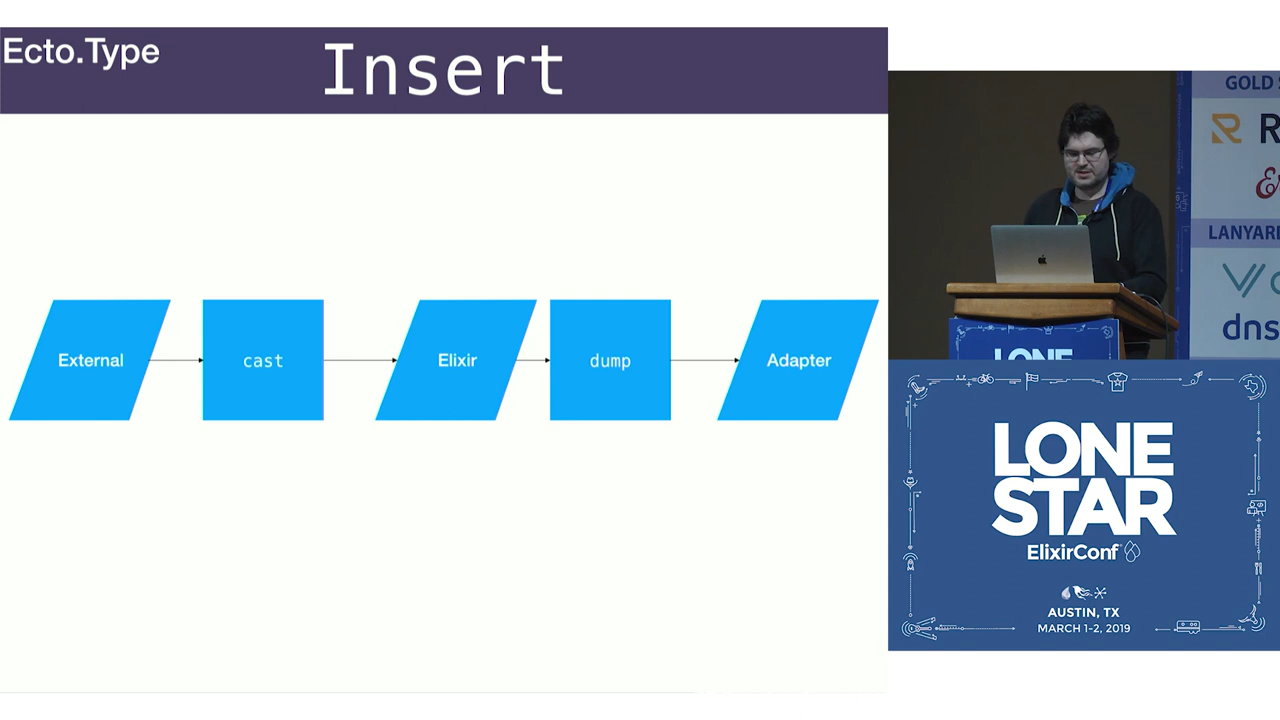 Ecto.Type
Insert
External
cast
Elixir
dump
Adapter
GOLD
R
LANYARD
dns
LONE
LONE
STAR
ElixirConf
AUSTIN, TX
MARCH 1-2, 2019